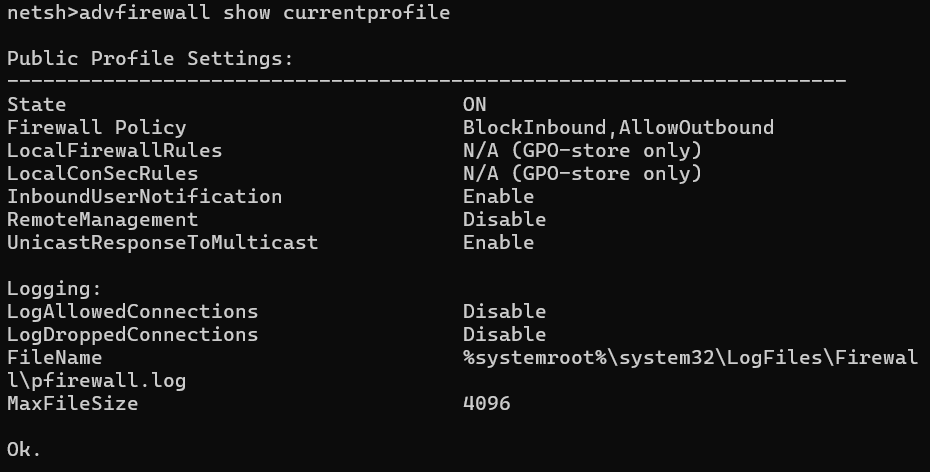 netsh>advfirewall show currentprofile
Public Profile Settings:
----------------------------------------------------------------------
State ON
Firewall Policy BlockInbound,AllowOutbound
LocalFirewallRules N/A (GPO-store only)
LocalConSecRules N/A (GPO-store only)
InboundUserNotification Enable
RemoteManagement Disable
UnicastResponseToMulticast Enable
Logging:
LogAllowedConnections Disable
LogDroppedConnections Disable
FileName %systemroot%\system32\LogFiles\Firewal
l\pfirewall.log
MaxFileSize 4096
Ok.